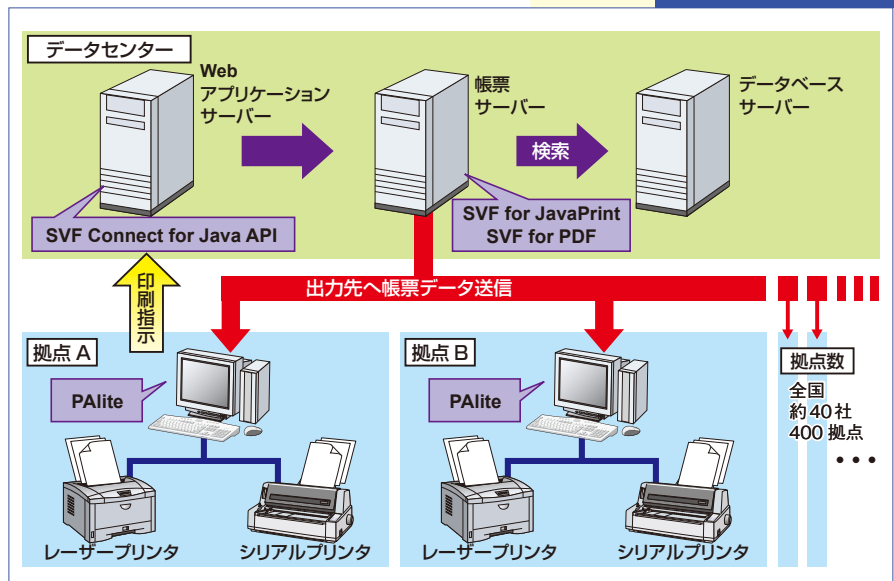 データセンター
Web
アプリケーション
サーバー
帳票
サーバー
データベース
サーバー
検索
SVF Connect for Java API
SVF for JavaPrint
SVF for PDF
印刷指示
出力先へ帳票データ送信
拠点 A
PAlite
レーザープリンタ
シリアルプリンタ
拠点 B
PAlite
レーザープリンタ
シリアルプリンタ
拠点数
全国
約40社
400 拠点
・・・